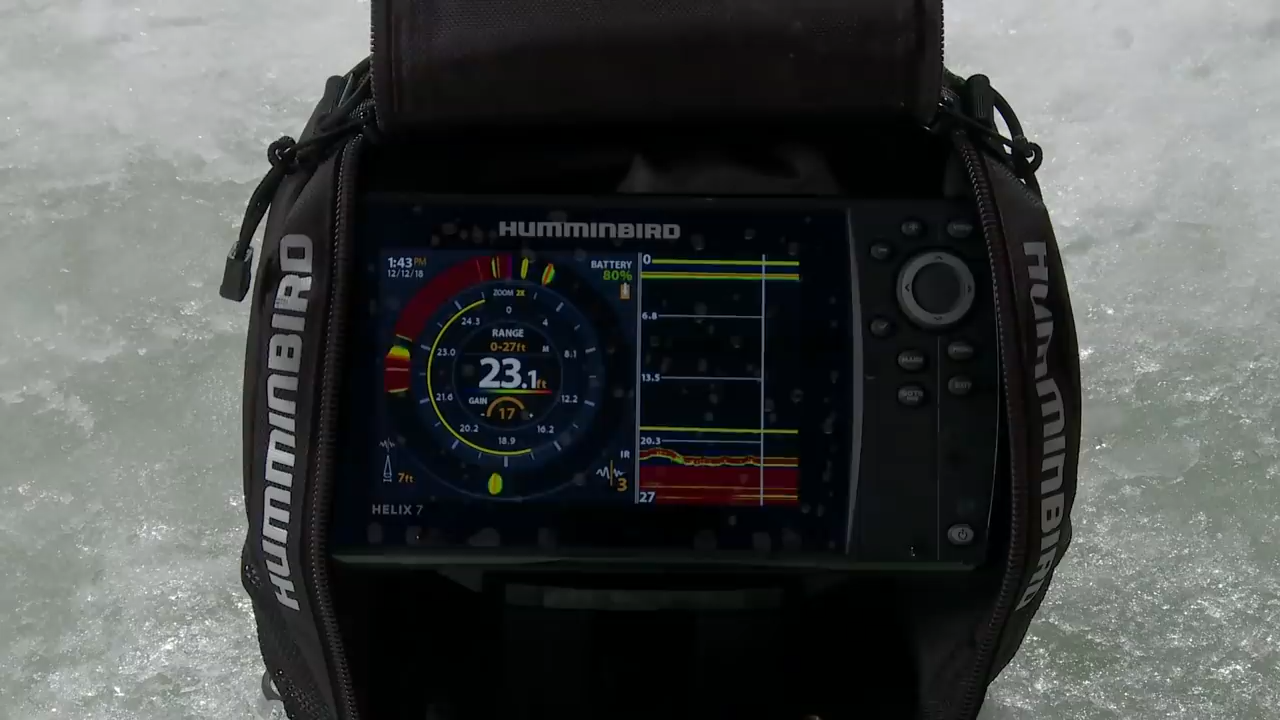 HUMMINBIRD
1:43PM
12/12/18
BATTERY
80%
ZOOM 2X
0
4
8.1
12.2
16.2
18.9
20.2
21.6
23.0
24.3
RANGE
0-27ft
M
23.1ft
GAIN
- 17 +
7ft
IR
3
HELIX 7
0
6.8
13.5
20.3
27
HUMMINBIRD
HUMMINBIRD